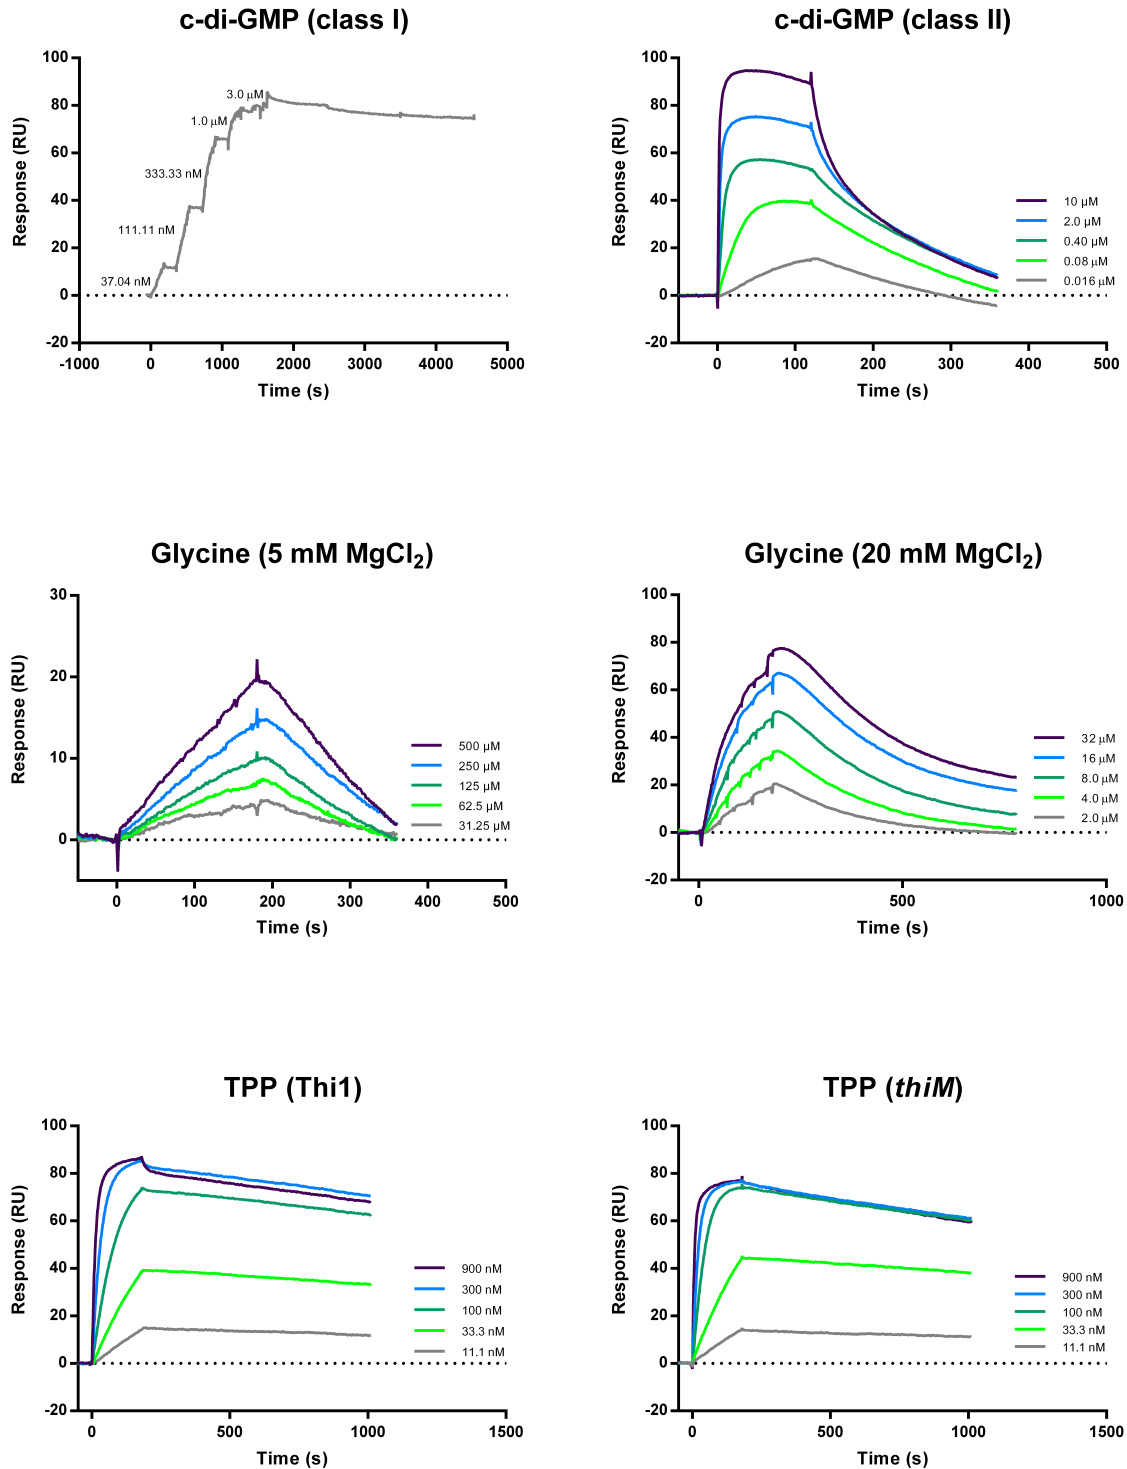 c-di-GMP (class I)
Response (RU)
100
80
60
40
20
0
-20
3.0 µM
1.0 µM
333.33 nM
111.11 nM
37.04 nM
-1000 0 1000 2000 3000 4000 5000
Time (s)
c-di-GMP (class II)
Response (RU)
100
80
60
40
20
0
-20
10 µM
2.0 µM
0.40 µM
0.08 µM
0.016 µM
0 100 200 300 400 500
Time (s)
Glycine (5 mM MgCl₂)
Response (RU)
30
20
10
0
500 µM
250 µM
125 µM
62.5 µM
31.25 µM
0 100 200 300 400 500
Time (s)
Glycine (20 mM MgCl₂)
Response (RU)
100
80
60
40
20
0
-20
32 µM
16 µM
8.0 µM
4.0 µM
2.0 µM
0 500 1000
Time (s)
TPP (Thi1)
Response (RU)
100
80
60
40
20
0
-20
900 nM
300 nM
100 nM
33.3 nM
11.1 nM
0 500 1000 1500
Time (s)
TPP (thiM)
Response (RU)
100
80
60
40
20
0
-20
900 nM
300 nM
100 nM
33.3 nM
11.1 nM
0 500 1000 1500
Time (s)